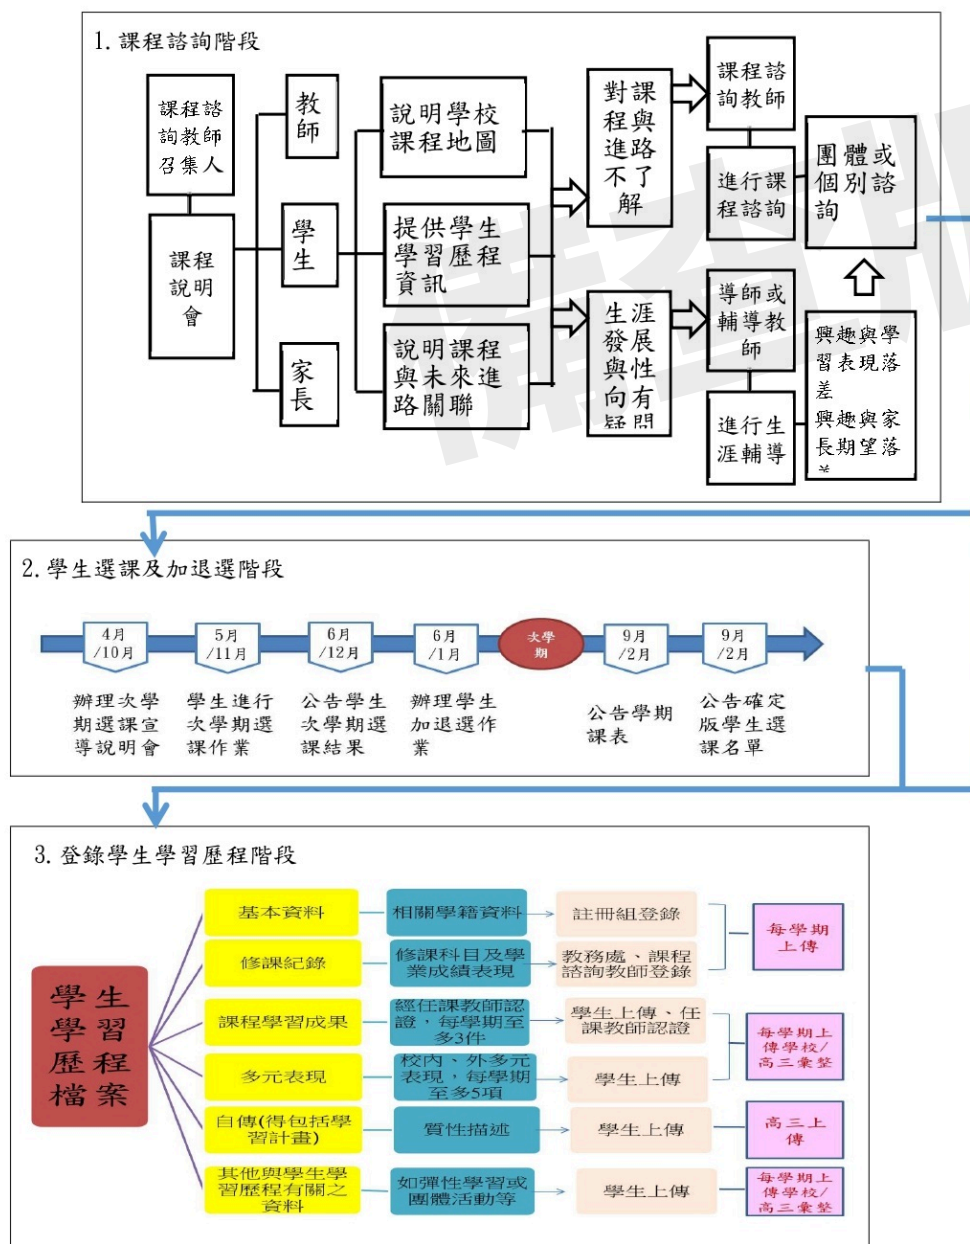 1. 課程諮詢階段
課程諮
詢教師
召集人
課程
說明
會
教
師
學
生
家
長
說明學校
課程地圖
提供學生
學習歷程
資訊
說明課程
與未來進
路關聯
對課
程與
進路
不了
解
生涯
發展
與性
向有
疑問
課程諮
詢教師
進行課
程諮詢
團體或
個別諮
詢
導師或
輔導教
師
進行生
涯輔導
興趣與學
習表現落
差
興趣與家
長期望落
差
備查版
2. 學生選課及加退選階段
4月
/10月
5月
/11月
6月
/12月
6月
/1月
次學
期
9月
/2月
9月
/2月
辦理次學
期選課宣
導說明會
學生進行
次學期選
課作業
公告學生
次學期選
課結果
辦理學生
加退選作
業
公告學期
課表
公告確定
版學生選
課名單
3. 登錄學生學習歷程階段
學生
學習
歷程
檔案
基本資料
相關學籍資料
註冊組登錄
修課紀錄
修課科目及學
業成績表現
教務處、課程
諮詢教師登錄
每學期
上傳
課程學習成果
經任課教師認
證，每學期至
多3件
學生上傳、任
課教師認證
多元表現
校內、外多元
表現，每學期
至多5項
學生上傳
每學期上
傳學校/
高三彙整
自傳(得包括學
習計畫)
質性描述
學生上傳
高三上
傳
其他與學生學
習歷程有關之
資料
如彈性學習或
團體活動等
學生上傳
每學期上
傳學校/
高三彙整